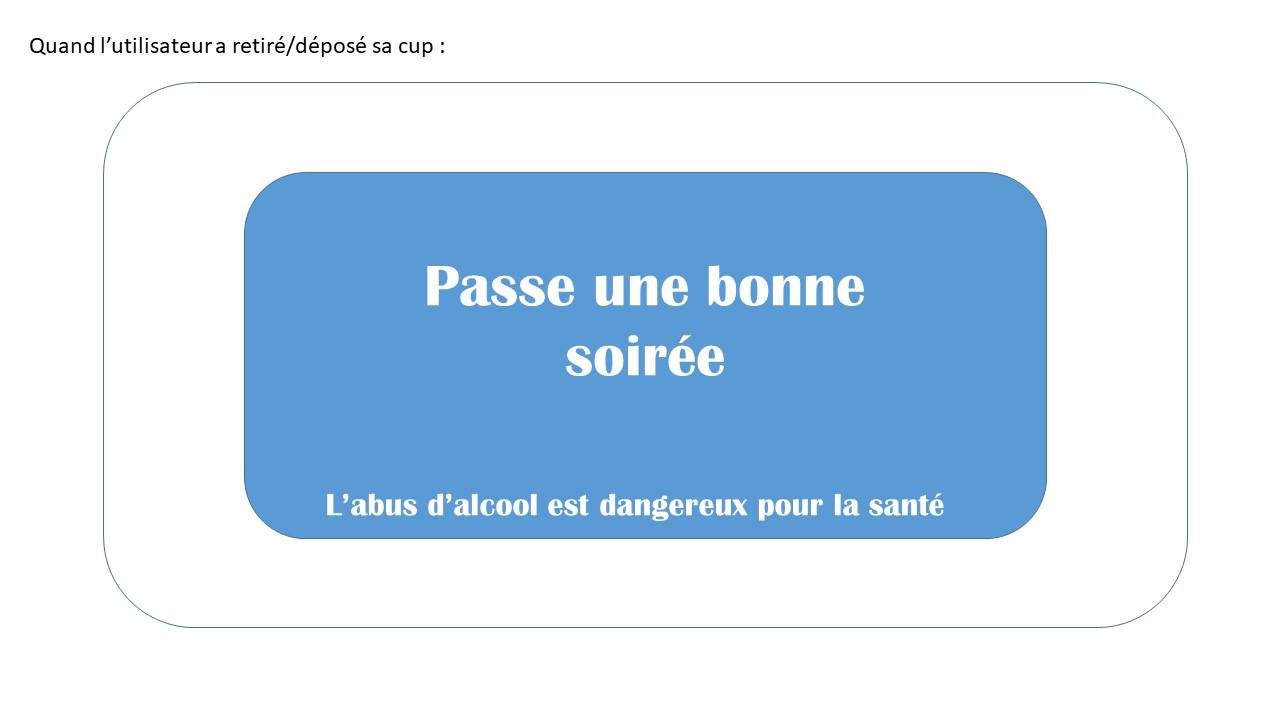 Quand l’utilisateur a retiré/déposé sa cup :
Passe une bonne
soirée
L’abus d’alcool est dangereux pour la santé